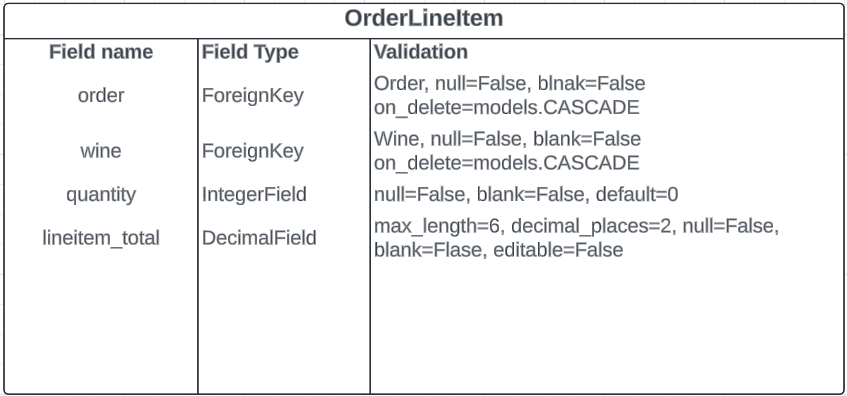 OrderLineItem
Field name Field Type Validation
order ForeignKey Order, null=False, blnak=False
on_delete=models.CASCADE
wine ForeignKey Wine, null=False, blank=False
on_delete=models.CASCADE
quantity IntegerField null=False, blank=False, default=0
lineitem_total DecimalField max_length=6, decimal_places=2, null=False,
blank=Flase, editable=False